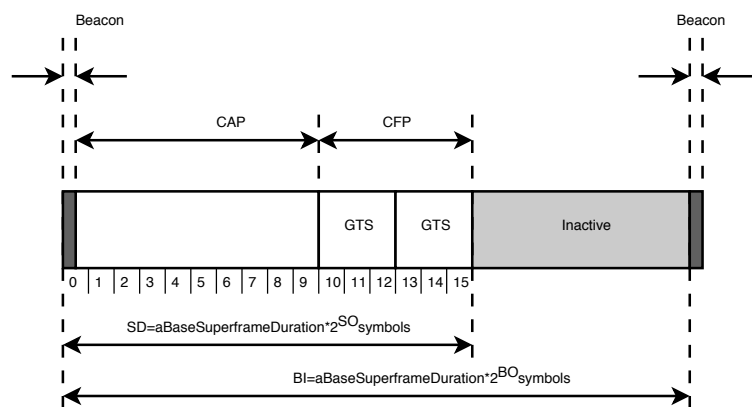 Beacon Beacon
CAP CFP
GTS GTS Inactive
0 1 2 3 4 5 6 7 8 9 10 11 12 13 14 15
SD=aBaseSuperframeDuration*2SOsymbols
BI=aBaseSuperframeDuration*2BOsymbols